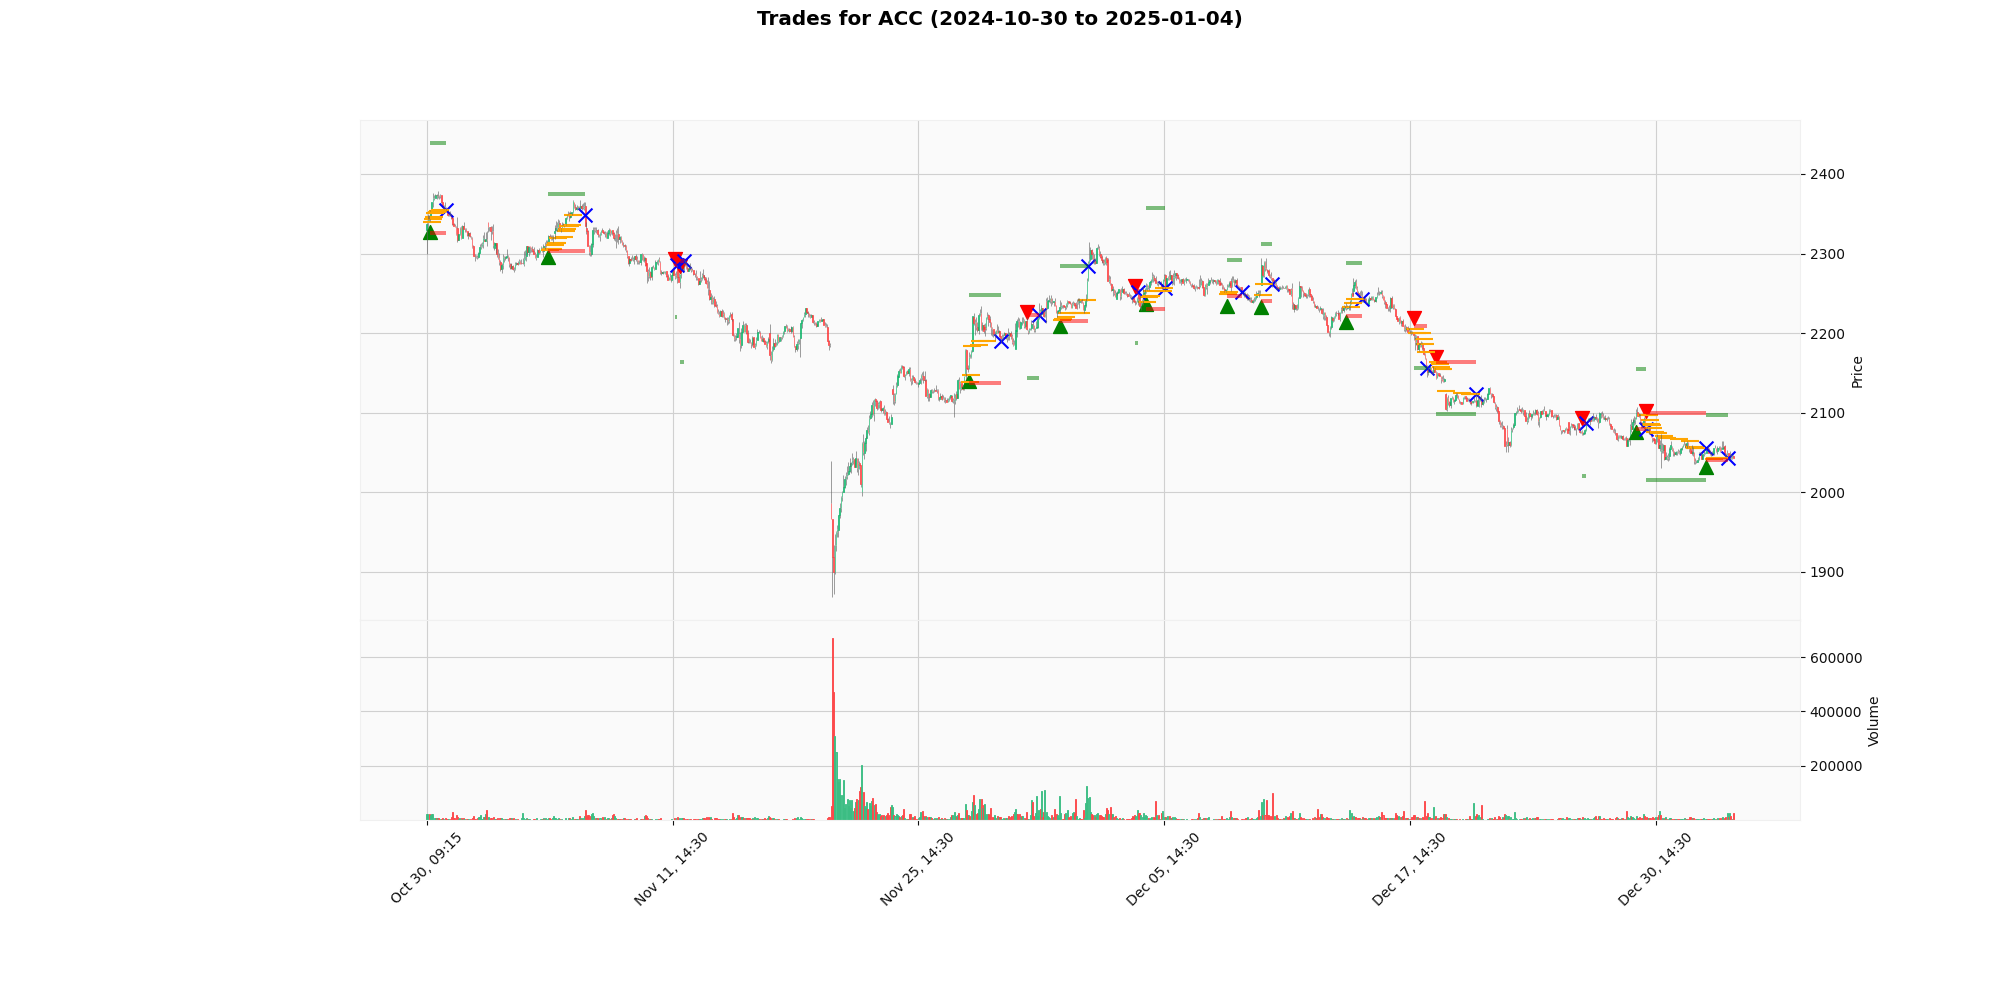 Trades for ACC (2024-10-30 to 2025-01-04)
2400
2300
2200
2100
2000
1900
Price
600000
400000
200000
Volume
Oct 30, 09:15
Nov 11, 14:30
Nov 25, 14:30
Dec 05, 14:30
Dec 17, 14:30
Dec 30, 14:30